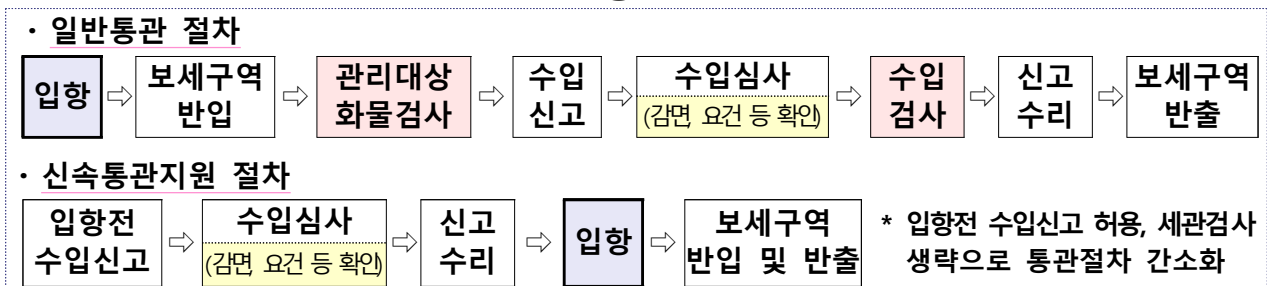 · 일반통관 절차
입항 ⇨ 보세구역 반입 ⇨ 관리대상 화물검사 ⇨ 수입 신고 ⇨ 수입심사 (감면, 요건 등 확인) ⇨ 수입 검사 ⇨ 신고 수리 ⇨ 보세구역 반출
· 신속통관지원 절차
입항전 수입신고 ⇨ 수입심사 (감면, 요건 등 확인) ⇨ 신고 수리 ⇨ 입항 ⇨ 보세구역 반입 및 반출
* 입항전 수입신고 허용, 세관검사
생략으로 통관절차 간소화